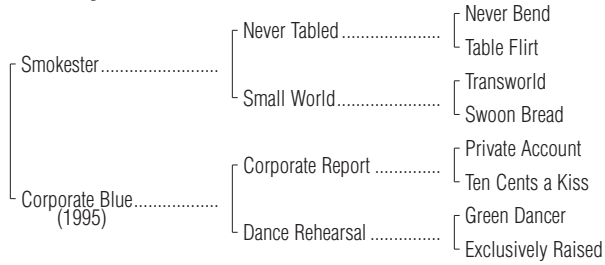 Never Bend
Never Tabled
Table Flirt
Smokester
Transworld
Small World
Swoon Bread
Private Account
Corporate Report
Ten Cents a Kiss
Corporate Blue
(1995)
Green Dancer
Dance Rehearsal
Exclusively Raised